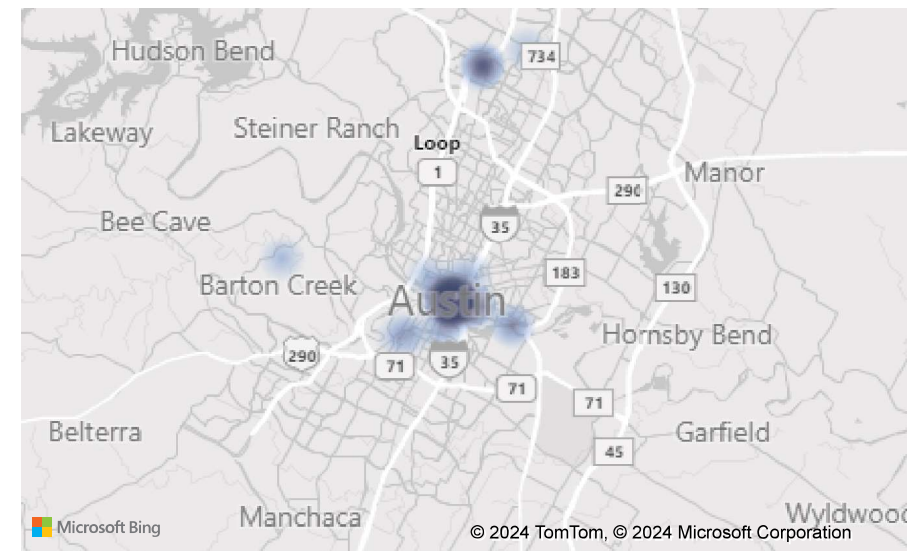 Hudson Bend
734
Lakeway
Steiner Ranch
Loop
1
Manor
290
Bee Cave
35
183
Barton Creek
130
Austin
Hornsby Bend
290
71
35
71
71
Belterra
Garfield
45
Manchaca
Wyldwood
Microsoft Bing
© 2024 TomTom, © 2024 Microsoft Corporation